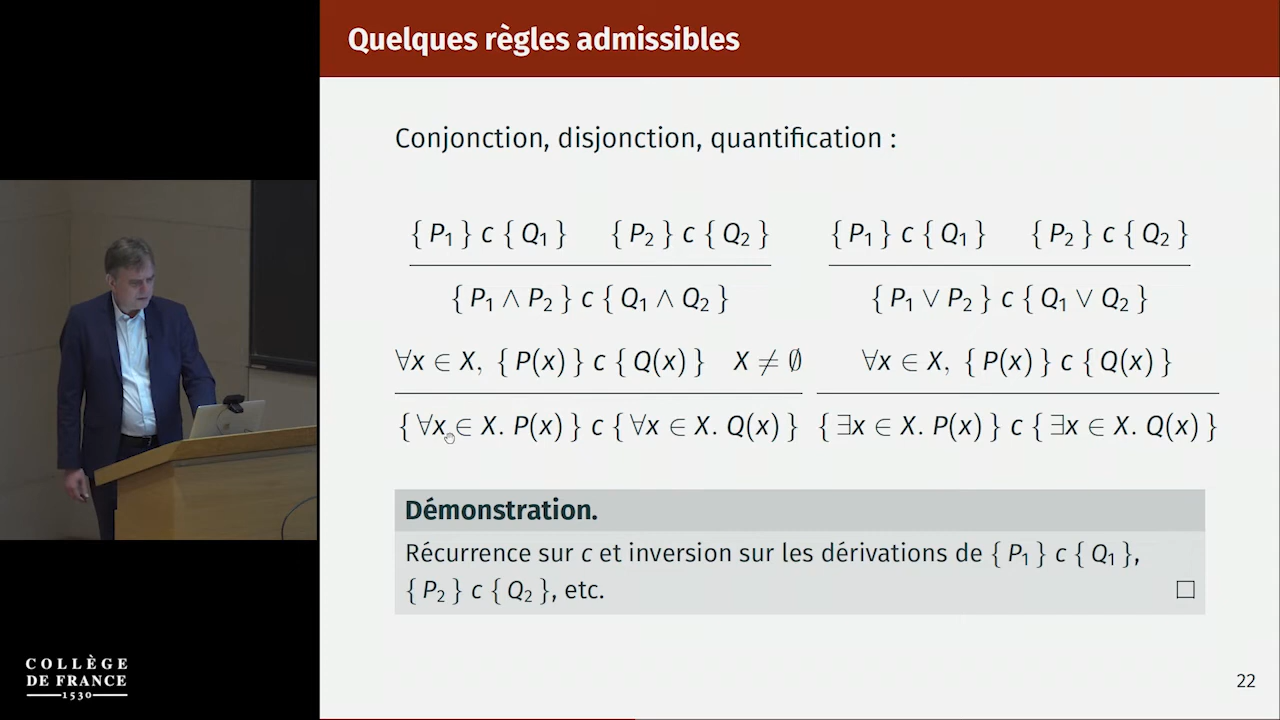 Quelques règles admissibles
Conjonction, disjonction, quantification :
{ P₁ } c { Q₁ } { P₂ } c { Q₂ }
{ P₁ ∧ P₂ } c { Q₁ ∧ Q₂ }
{ P₁ } c { Q₁ } { P₂ } c { Q₂ }
{ P₁ ∨ P₂ } c { Q₁ ∨ Q₂ }
∀x ∈ X, { P(x) } c { Q(x) } X ≠ ∅
{ ∀x ∈ X. P(x) } c { ∀x ∈ X. Q(x) }
∀x ∈ X, { P(x) } c { Q(x) }
{ ∃x ∈ X. P(x) } c { ∃x ∈ X. Q(x) }
Démonstration.
Récurrence sur c et inversion sur les dérivations de { P₁ } c { Q₁ },
{ P₂ } c { Q₂ }, etc. □
COLLÈGE
DE FRANCE
1530
22